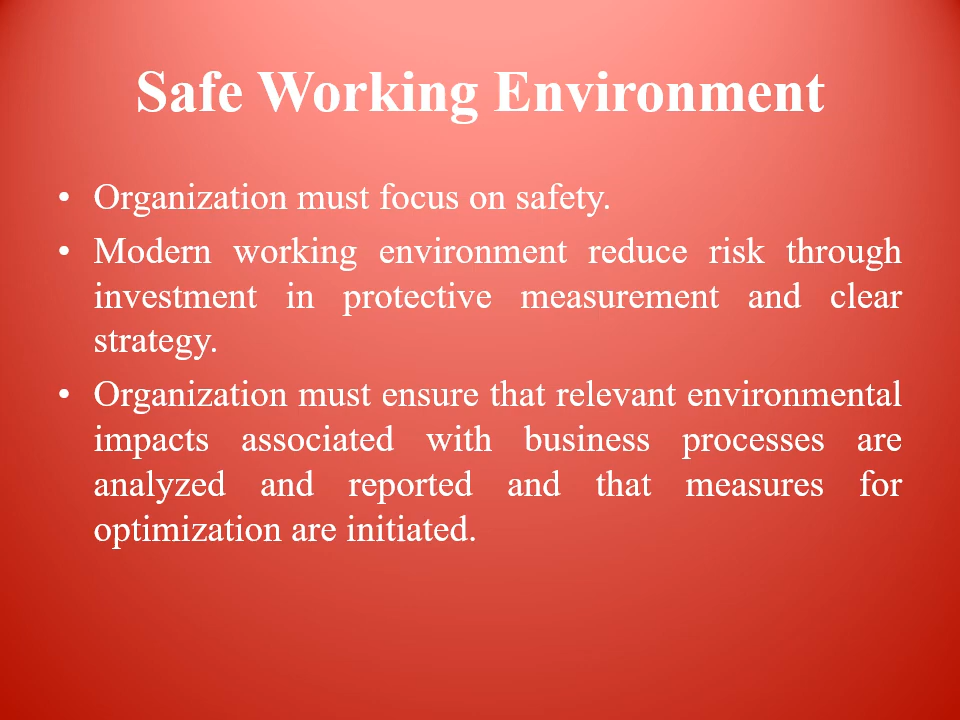 Safe Working Environment
• Organization must focus on safety.
• Modern working environment reduce risk through
investment in protective measurement and clear
strategy.
• Organization must ensure that relevant environmental
impacts associated with business processes are
analyzed and reported and that measures for
optimization are initiated.